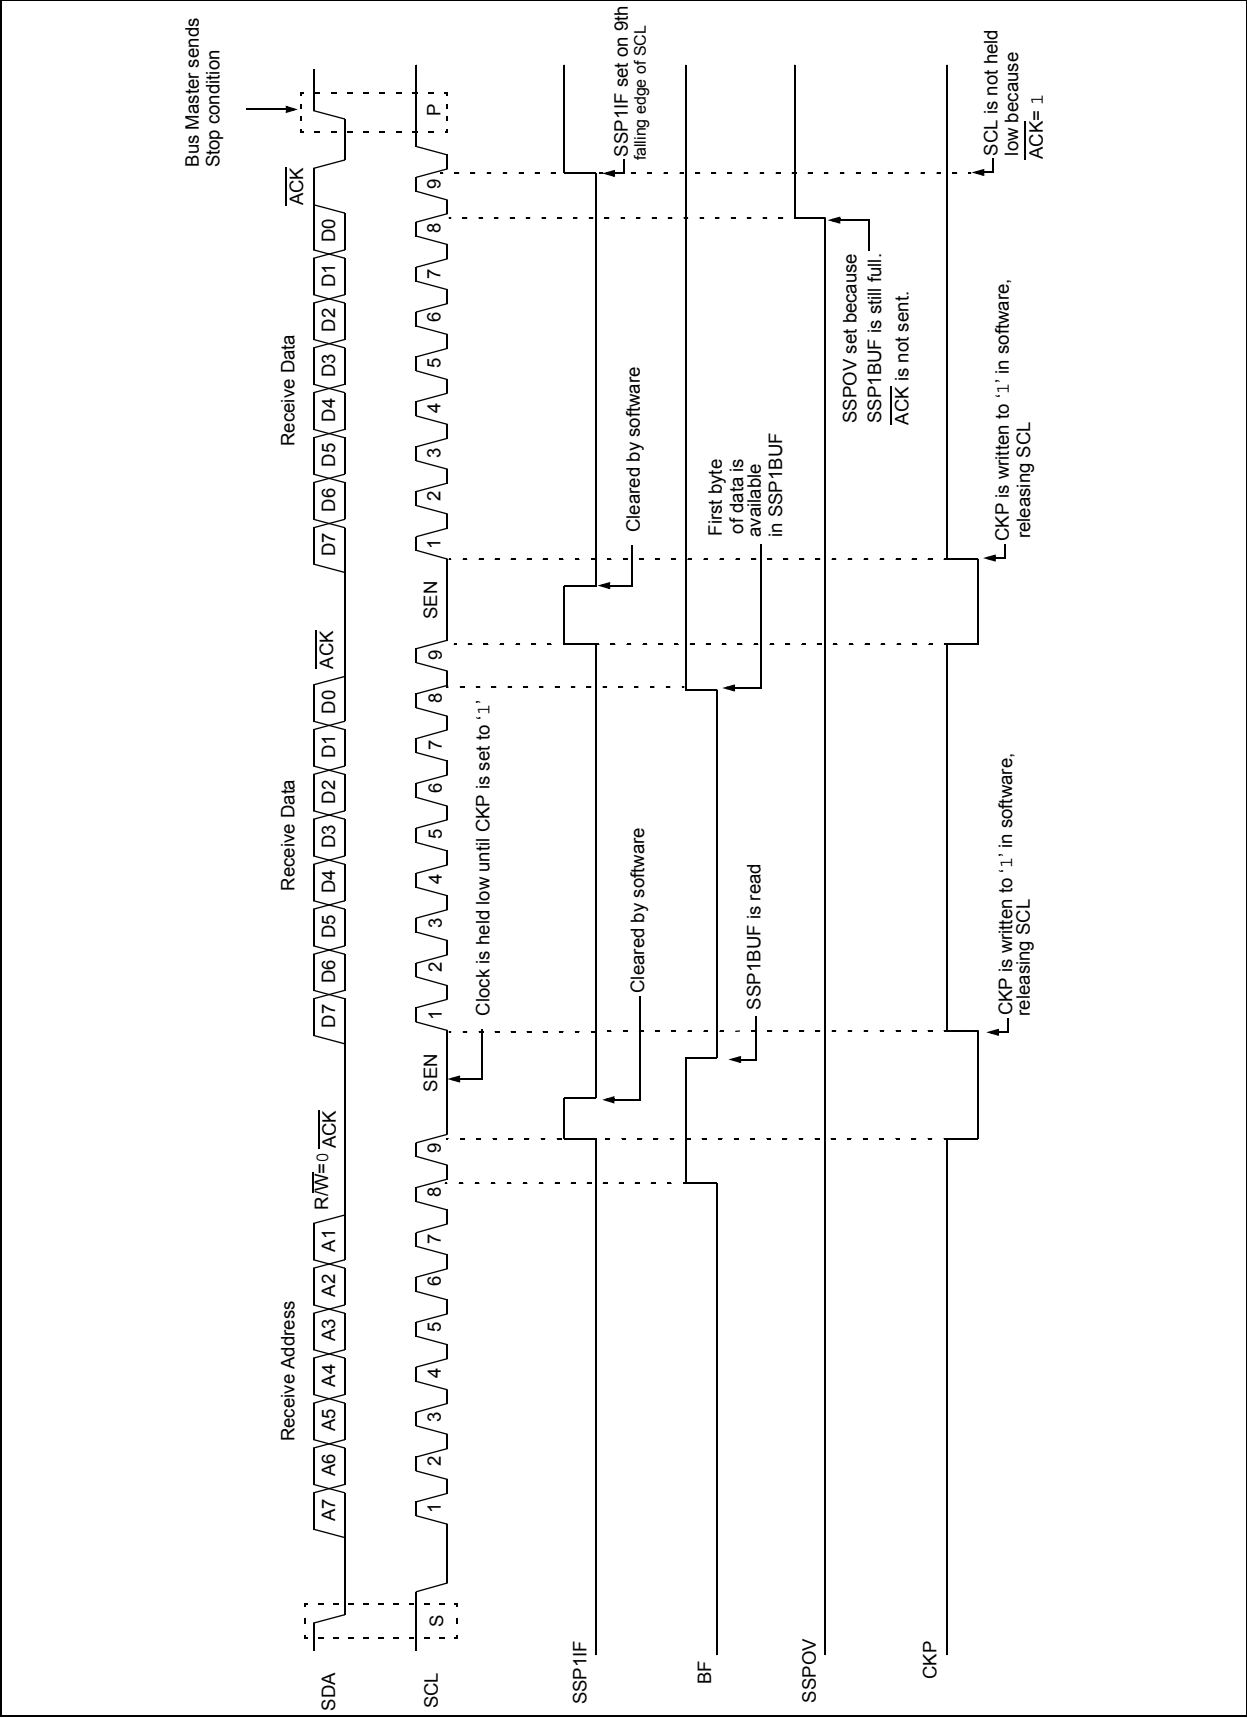 Bus Master sends
Stop condition
Receive Address
Receive Data
Receive Data
SDA
A7 A6 A5 A4 A3 A2 A1 R/W=0 ACK D7 D6 D5 D4 D3 D2 D1 D0 ACK D7 D6 D5 D4 D3 D2 D1 D0 ACK
SCL
S 1 2 3 4 5 6 7 8 9 SEN 1 2 3 4 5 6 7 8 9 SEN 1 2 3 4 5 6 7 8 9 P
Clock is held low until CKP is set to ‘1’
SSP1IF
Cleared by software
Cleared by software
SSP1IF set on 9th
falling edge of SCL
BF
SSP1BUF is read
First byte
of data is
available
in SSP1BUF
SSPOV
SSPOV set because
SSP1BUF is still full.
ACK is not sent.
CKP
CKP is written to ‘1’ in software,
releasing SCL
CKP is written to ‘1’ in software,
releasing SCL
SCL is not held
low because
ACK= 1